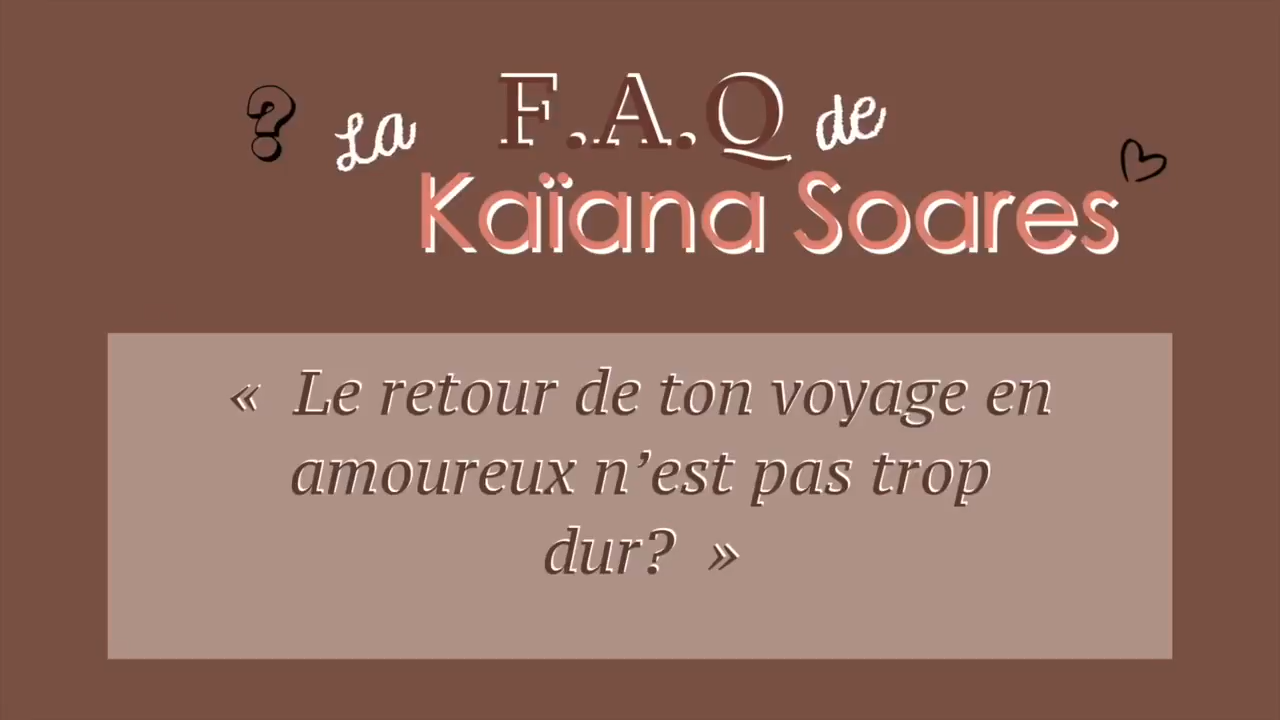 ? La F.A.Q de
Kaïana Soares
«  Le retour de ton voyage en
amoureux n’est pas trop
dur?  »